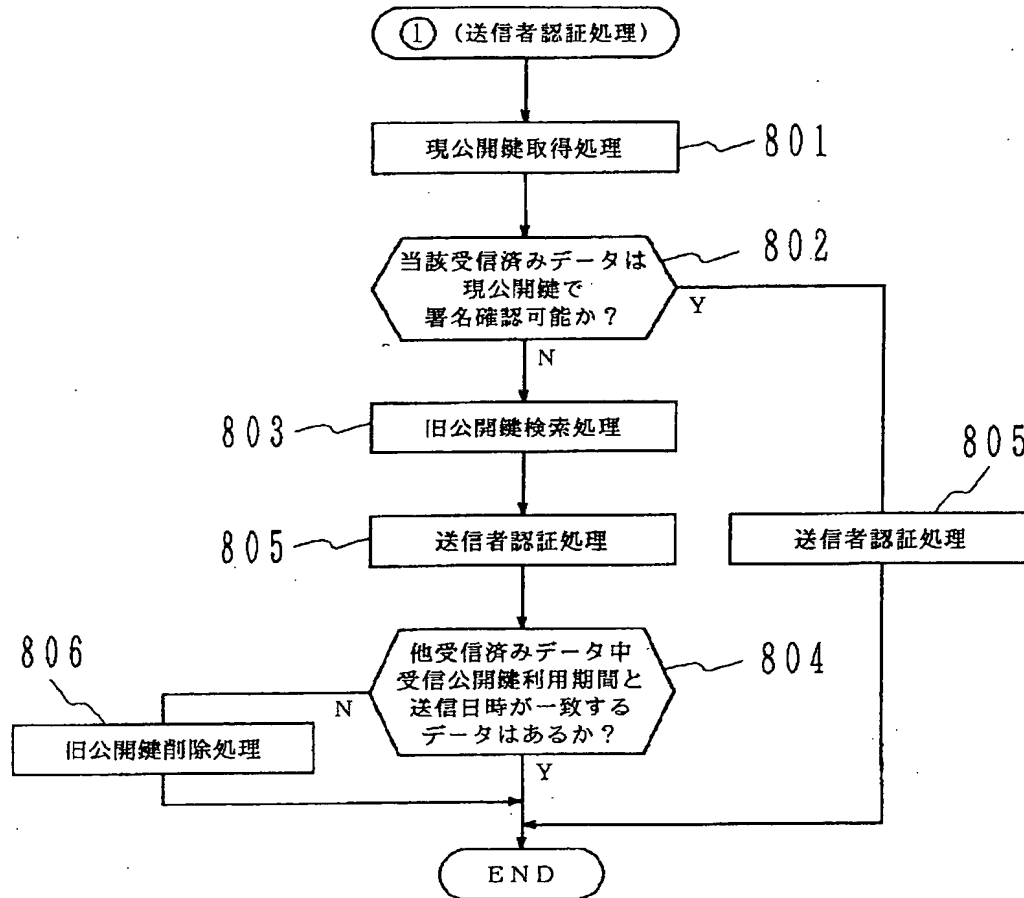 ① (送信者認証処理)
現公開鍵取得処理
801
当該受信済みデータは
現公開鍵で
署名確認可能か？
802
Y
N
803
旧公開鍵検索処理
805
送信者認証処理
805
送信者認証処理
他受信済みデータ中
受信公開鍵利用期間と
送信日時が一致する
データはあるか？
804
806
N
旧公開鍵削除処理
Y
END